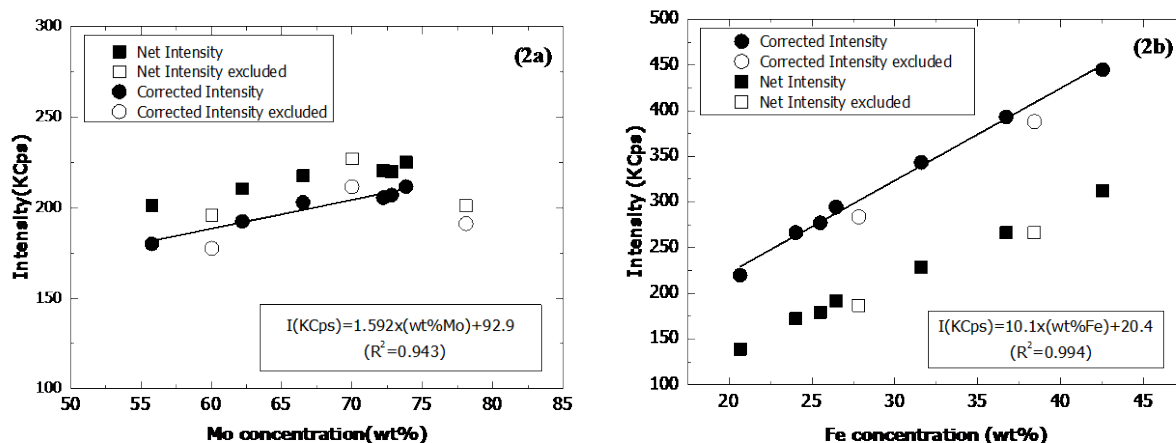 300
250
200
150
100
Intensity(KCps)
Net Intensity
Net Intensity excluded
Corrected Intensity
Corrected Intensity excluded
(2a)
I(KCps)=1.592x(wt%Mo)+92.9
(R²=0.943)
50 55 60 65 70 75 80 85
Mo concentration(wt%)
500
450
400
350
300
250
200
150
100
Intensity (KCps)
Corrected Intensity
Corrected Intensity excluded
Net Intensity
Net Intensity excluded
(2b)
I(KCps)=10.1x(wt%Fe)+20.4
(R²=0.994)
20 25 30 35 40 45
Fe concentration (wt%)